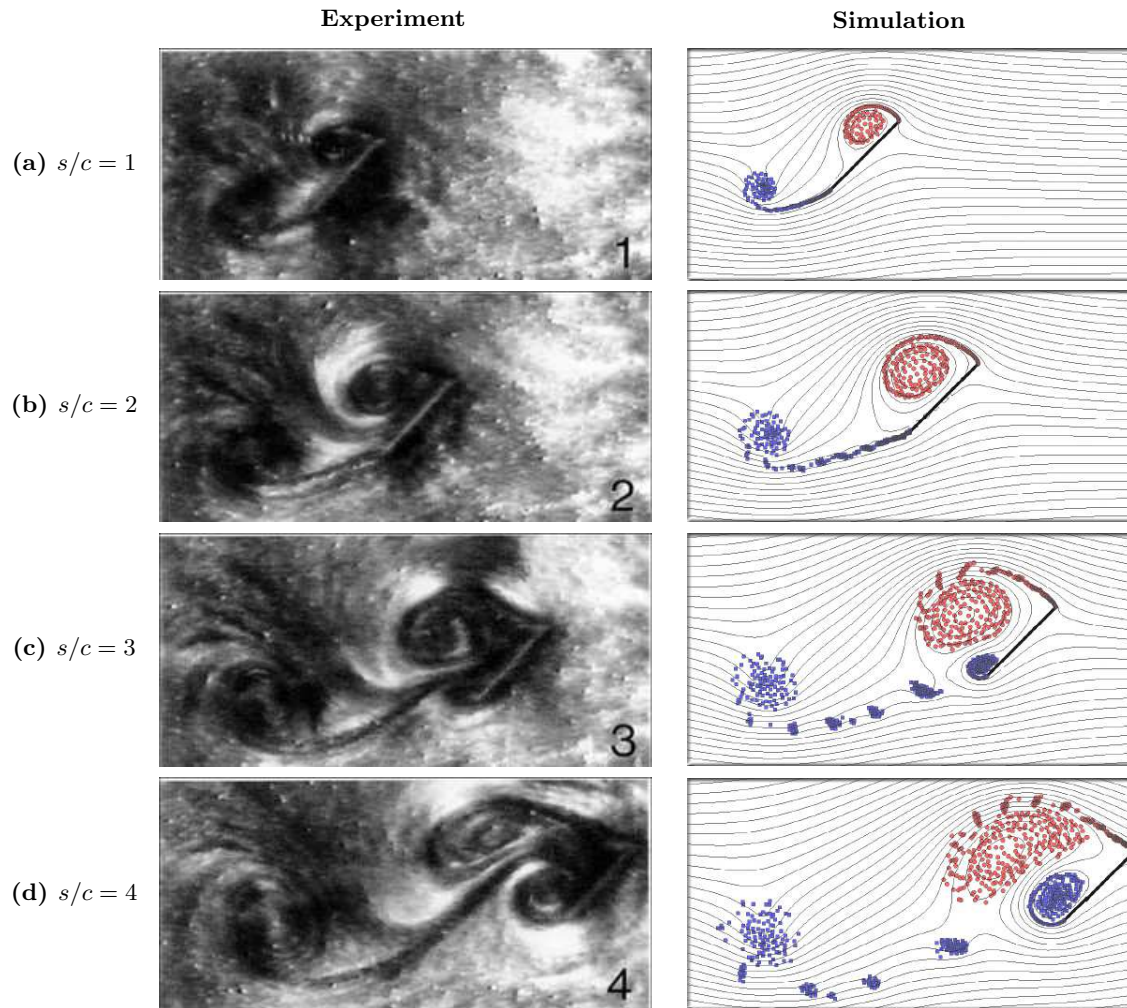 Experiment Simulation
(a) s/c = 1
1
(b) s/c = 2
2
(c) s/c = 3
3
(d) s/c = 4
4